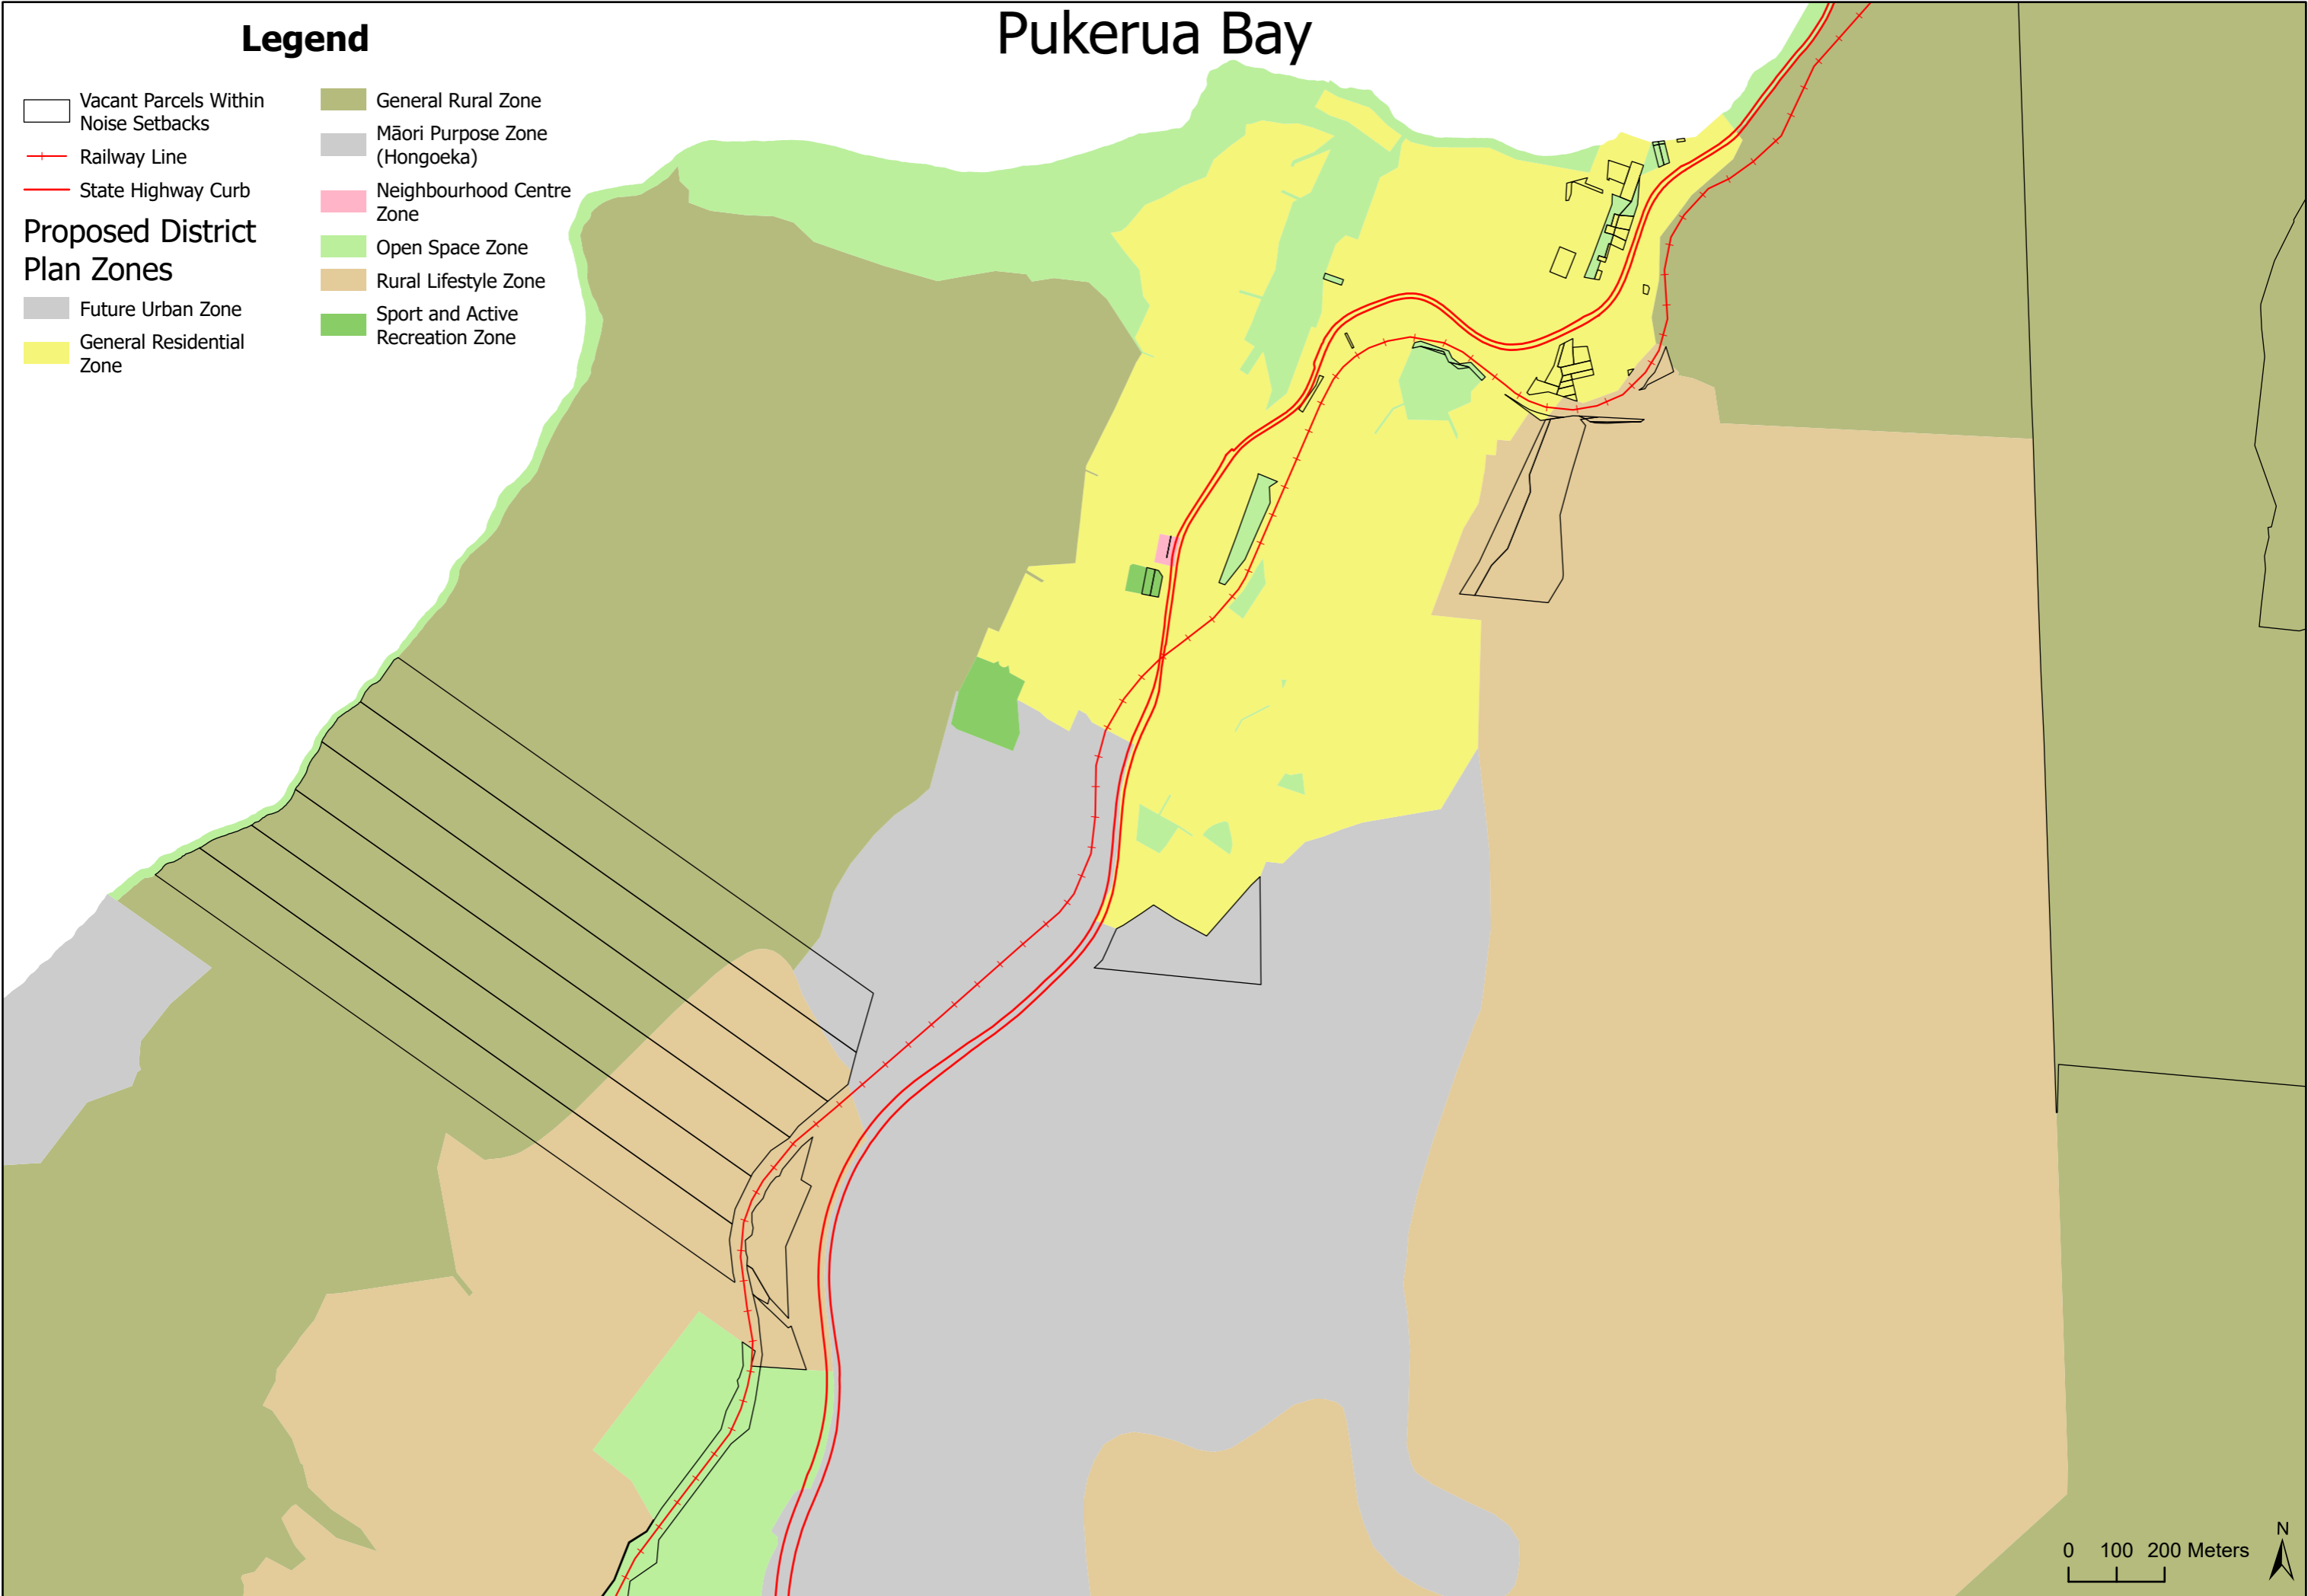 Pukerua Bay
Legend
Vacant Parcels Within
Noise Setbacks
Railway Line
State Highway Curb
Proposed District
Plan Zones
Future Urban Zone
General Residential
Zone
General Rural Zone
Māori Purpose Zone
(Hongoeka)
Neighbourhood Centre
Zone
Open Space Zone
Rural Lifestyle Zone
Sport and Active
Recreation Zone
N
0 100 200 Meters